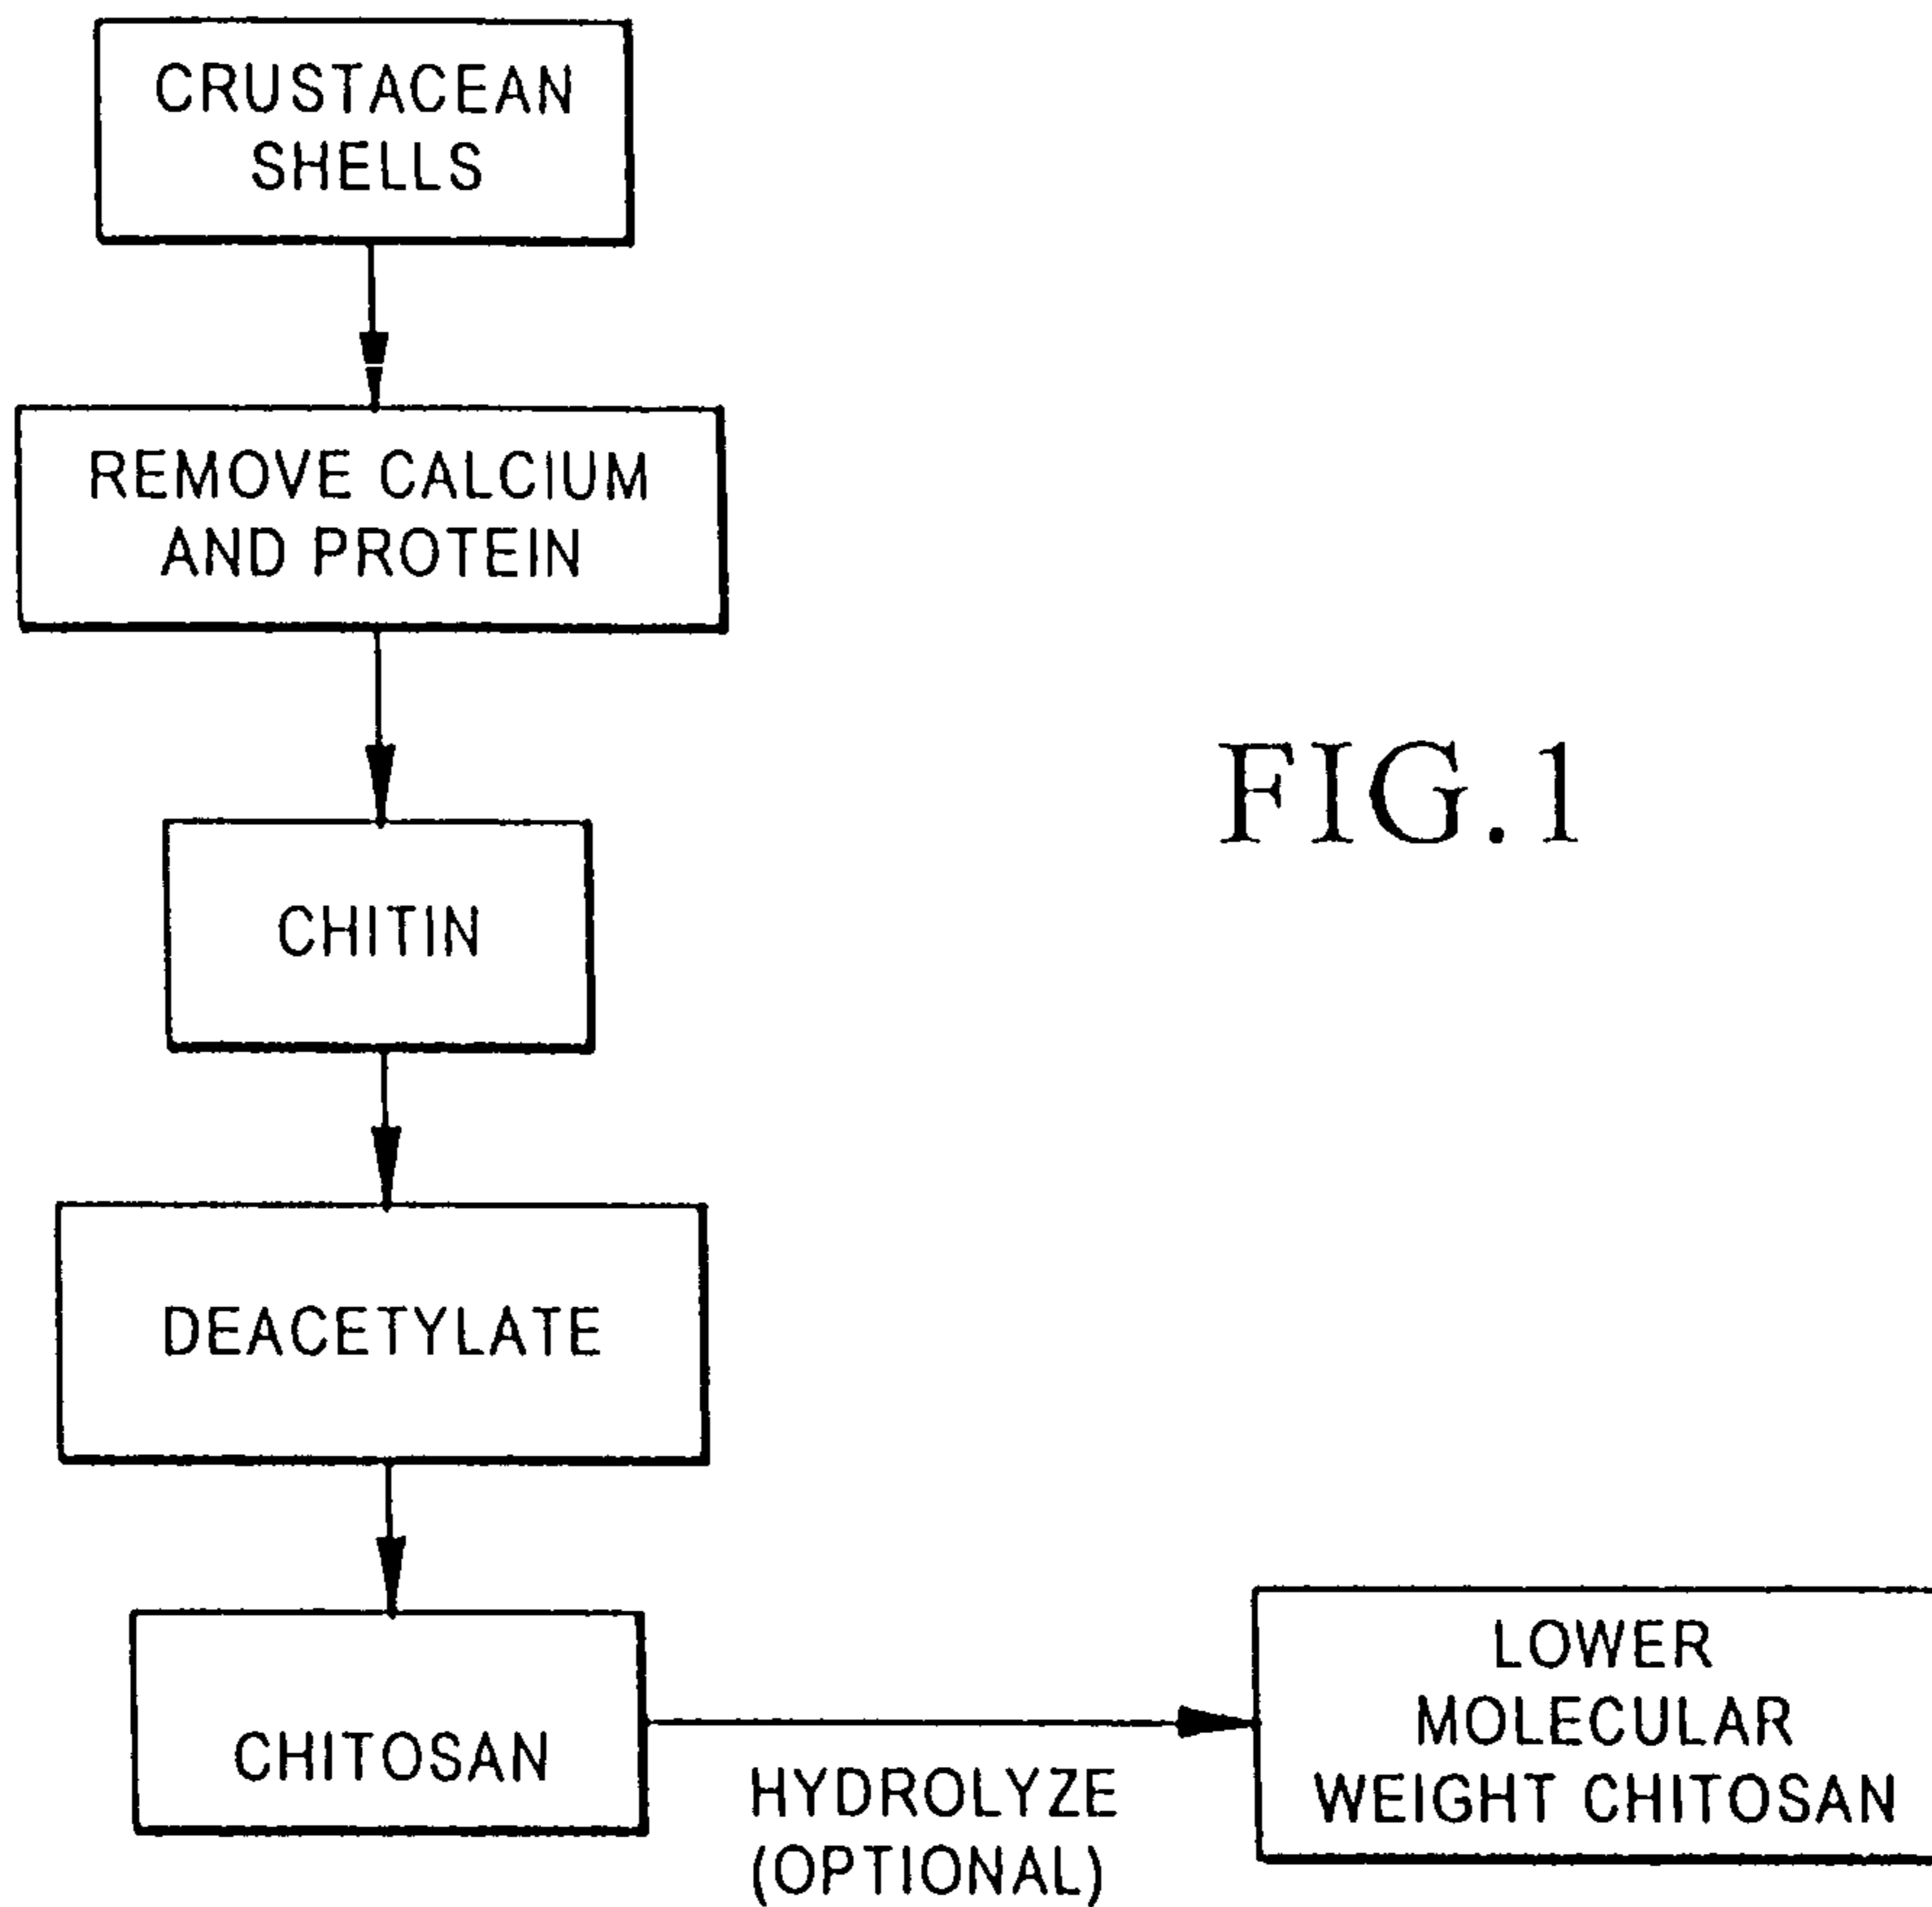 CRUSTACEAN
SHELLS
REMOVE CALCIUM
AND PROTEIN
FIG.1
CHITIN
DEACETYLATE
CHITOSAN
HYDROLYZE
(OPTIONAL)
LOWER
MOLECULAR
WEIGHT CHITOSAN